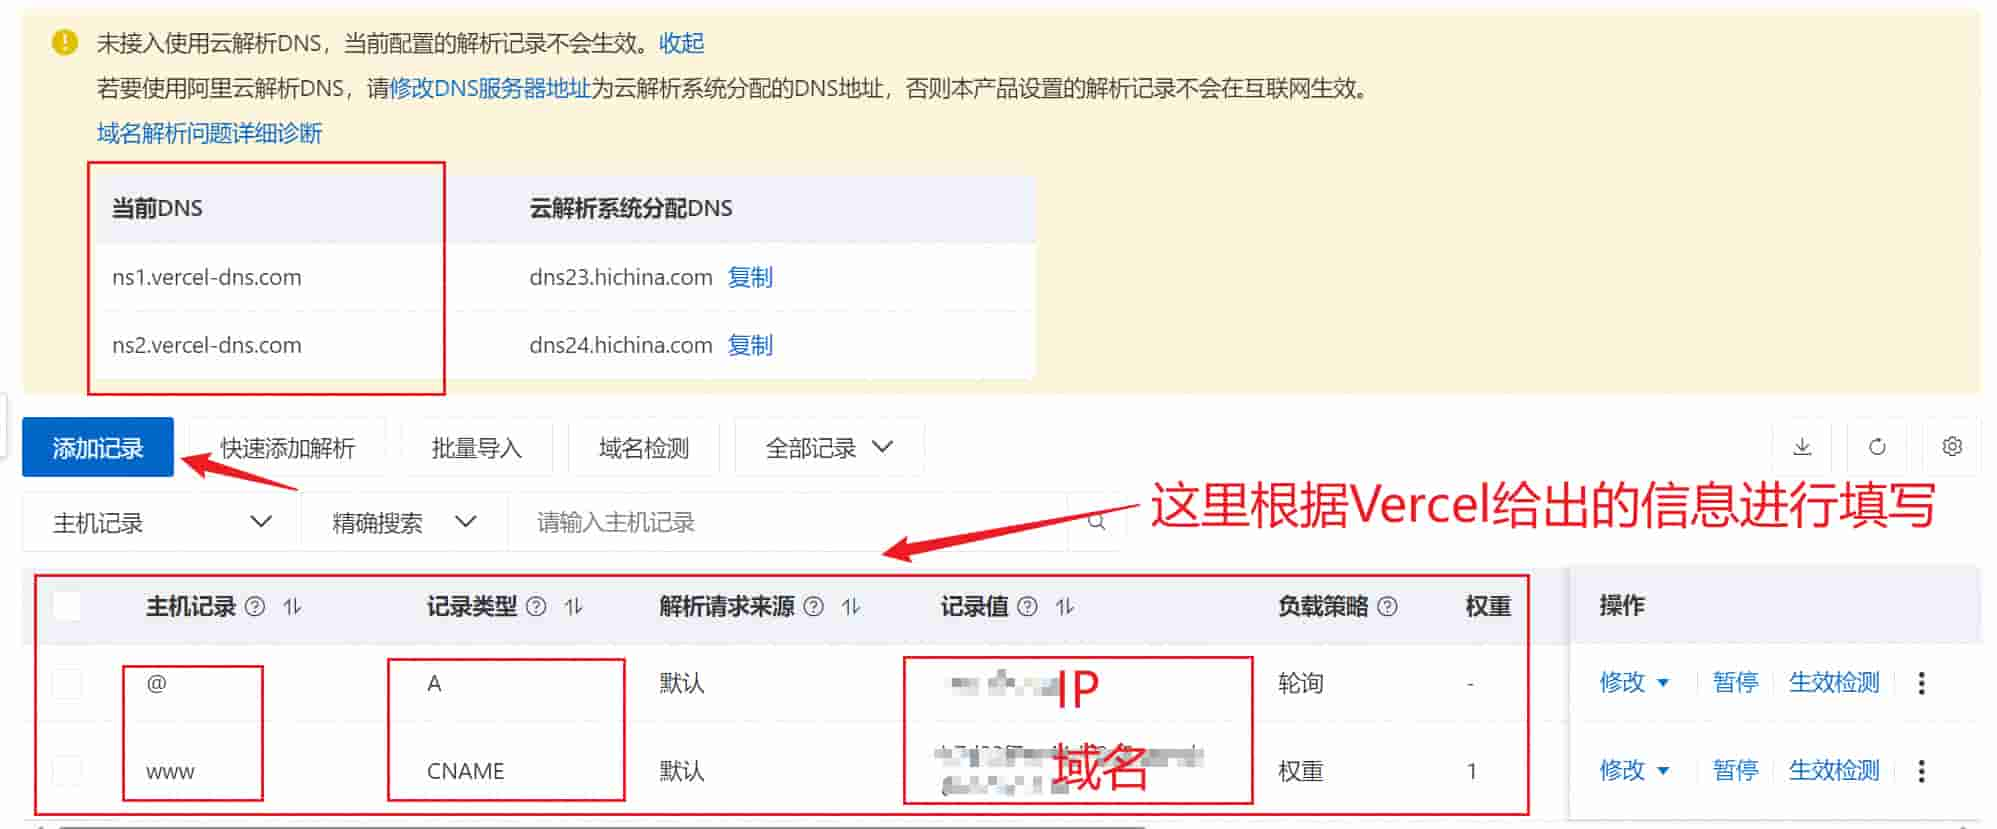 未接入使用云解析DNS，当前配置的解析记录不会生效。收起
若要使用阿里云解析DNS，请修改DNS服务器地址为云解析系统分配的DNS地址，否则本产品设置的解析记录不会在互联网生效。
域名解析问题详细诊断
当前DNS 云解析系统分配DNS
ns1.vercel-dns.com dns23.hichina.com 复制
ns2.vercel-dns.com dns24.hichina.com 复制
添加记录 快速添加解析 批量导入 域名检测 全部记录
这里根据Vercel给出的信息进行填写
主机记录 精确搜索 请输入主机记录
主机记录 记录类型 解析请求来源 记录值 负载策略 权重 操作
@ A 默认 IP 轮询 - 修改 暂停 生效检测
www CNAME 默认 域名 权重 1 修改 暂停 生效检测